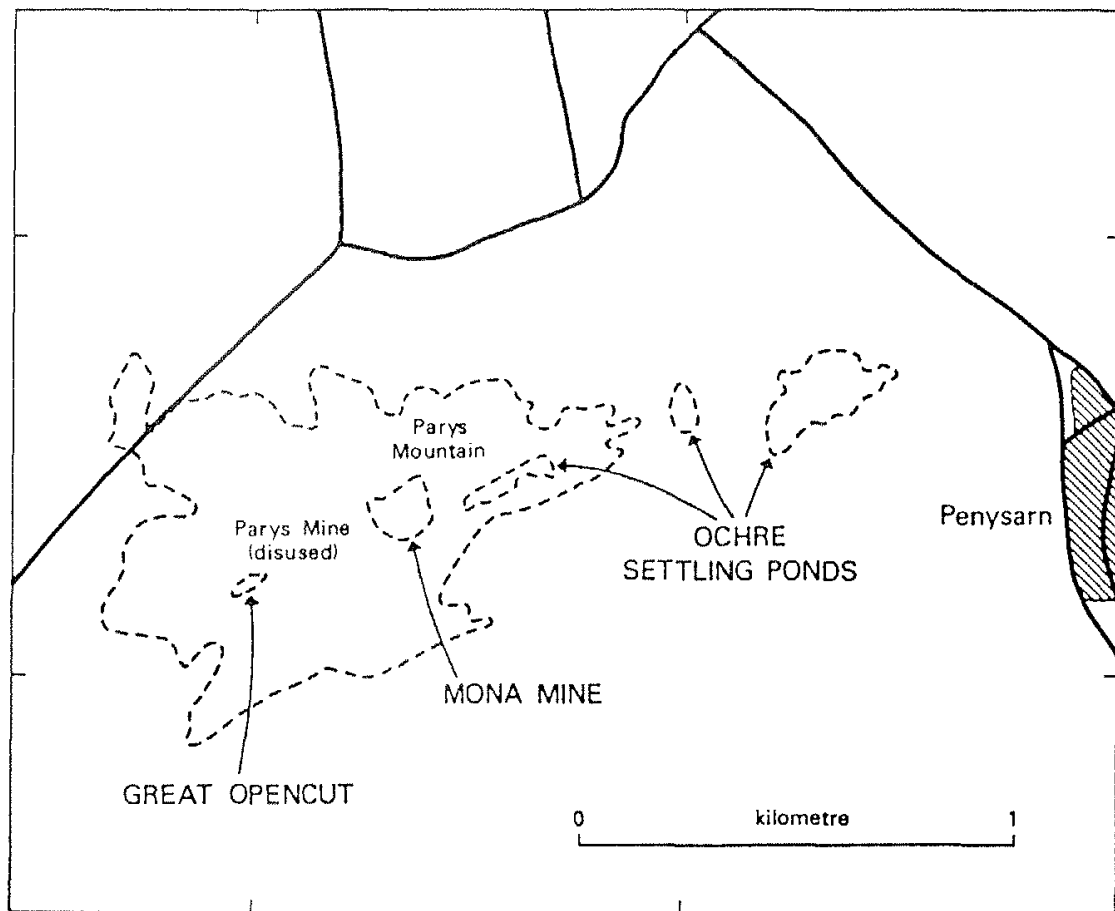 Parys
Mountain
Parys Mine
(disused)
OCHRE
SETTLING PONDS
Penysarn
MONA MINE
GREAT OPENCUT
0 kilometre 1